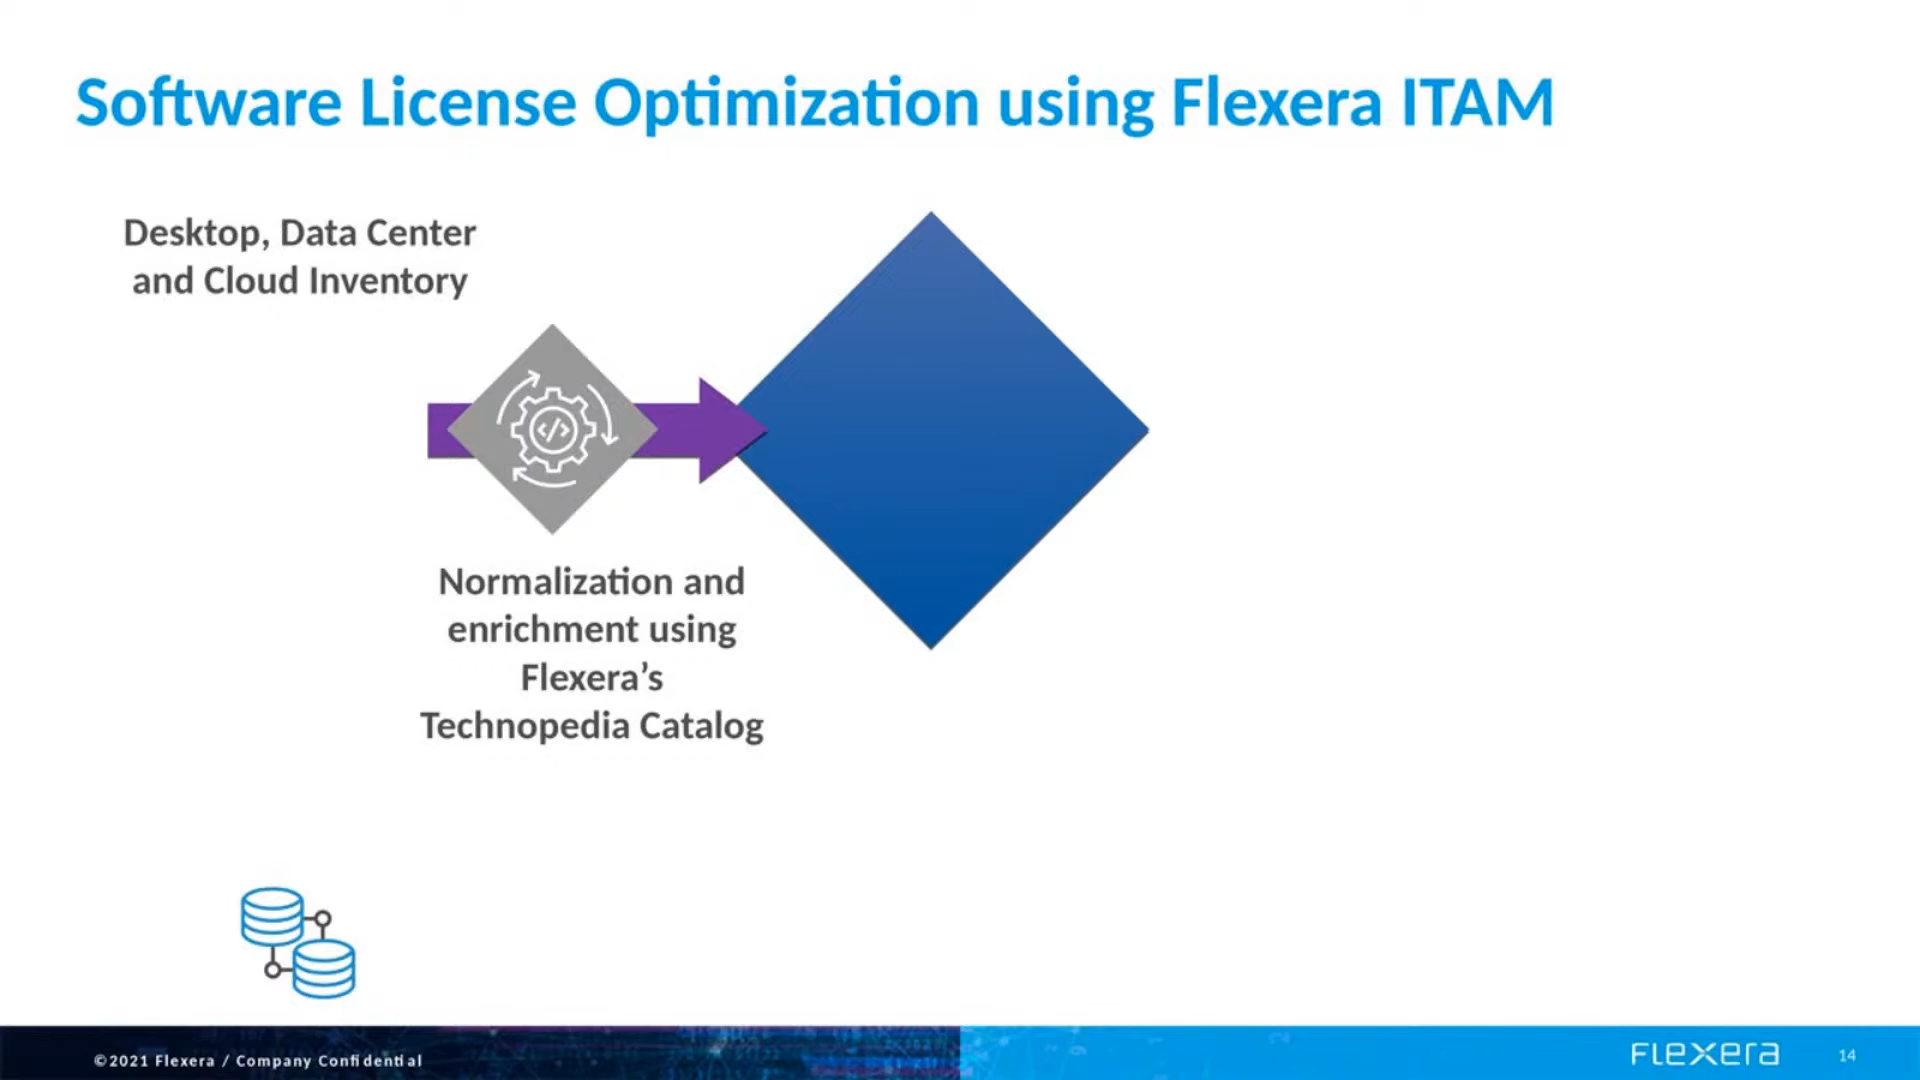 Software License Optimization using Flexera ITAM
Desktop, Data Center
and Cloud Inventory
</>
Normalization and
enrichment using
Flexera’s
Technopedia Catalog
©2021 Flexera / Company Confidential
FLEXERA
14